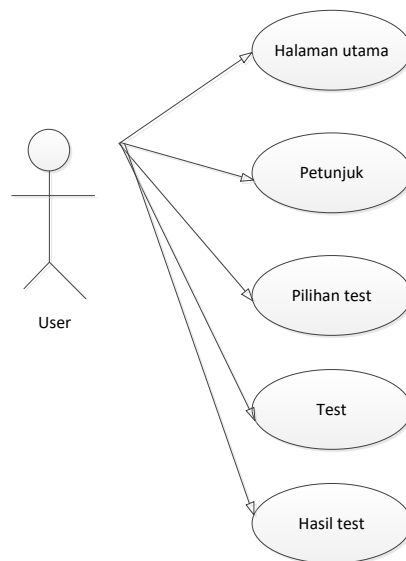 Halaman utama
Petunjuk
Pilihan test
User
Test
Hasil test